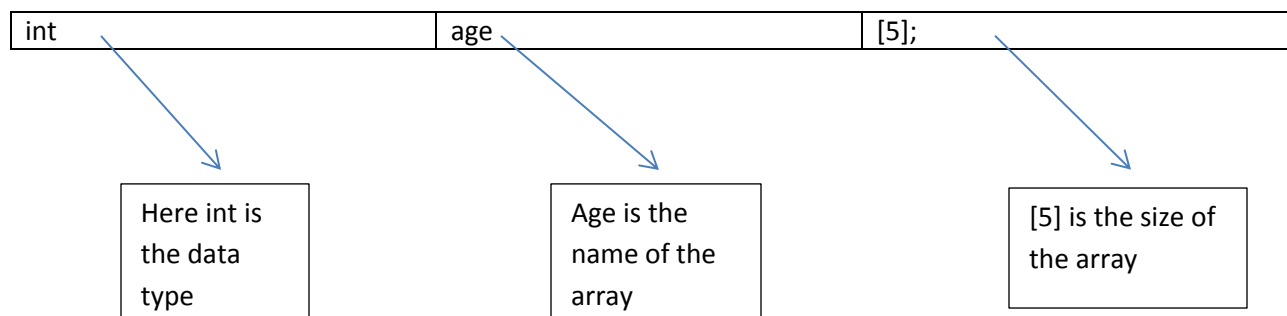 int age [5];
Here int is
the data
type
Age is the
name of the
array
[5] is the size of
the array